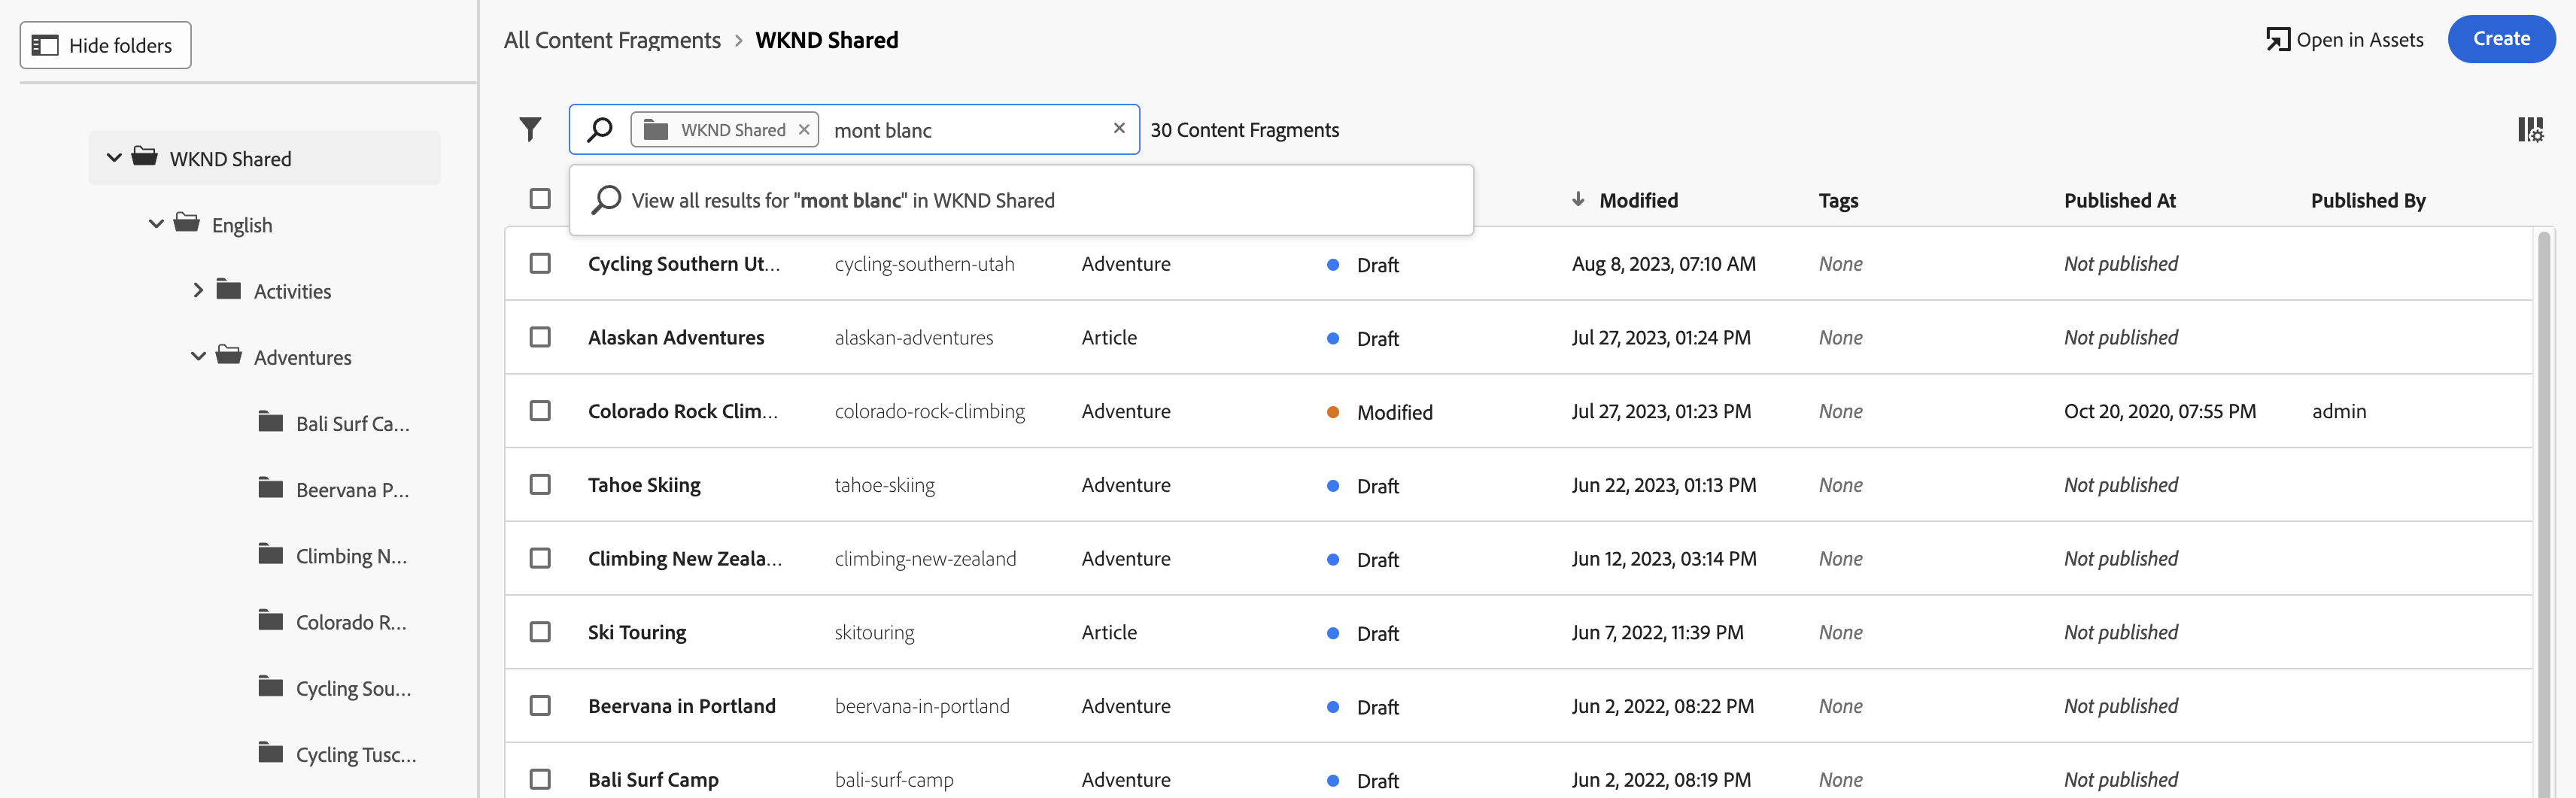 Hide folders
WKND Shared
English
Activities
Adventures
Bali Surf Ca...
Beervana P...
Climbing N...
Colorado R...
Cycling Sou...
Cycling Tusc...
All Content Fragments > WKND Shared
Open in Assets
Create
WKND Shared × mont blanc ×
30 Content Fragments
View all results for "mont blanc" in WKND Shared
Modified Tags Published At Published By
Cycling Southern Ut... cycling-southern-utah Adventure Draft Aug 8, 2023, 07:10 AM None Not published
Alaskan Adventures alaskan-adventures Article Draft Jul 27, 2023, 01:24 PM None Not published
Colorado Rock Clim... colorado-rock-climbing Adventure Modified Jul 27, 2023, 01:23 PM None Oct 20, 2020, 07:55 PM admin
Tahoe Skiing tahoe-skiing Adventure Draft Jun 22, 2023, 01:13 PM None Not published
Climbing New Zeala... climbing-new-zealand Adventure Draft Jun 12, 2023, 03:14 PM None Not published
Ski Touring skitouring Article Draft Jun 7, 2022, 11:39 PM None Not published
Beervana in Portland beervana-in-portland Adventure Draft Jun 2, 2022, 08:22 PM None Not published
Bali Surf Camp bali-surf-camp Adventure Draft Jun 2, 2022, 08:19 PM None Not published